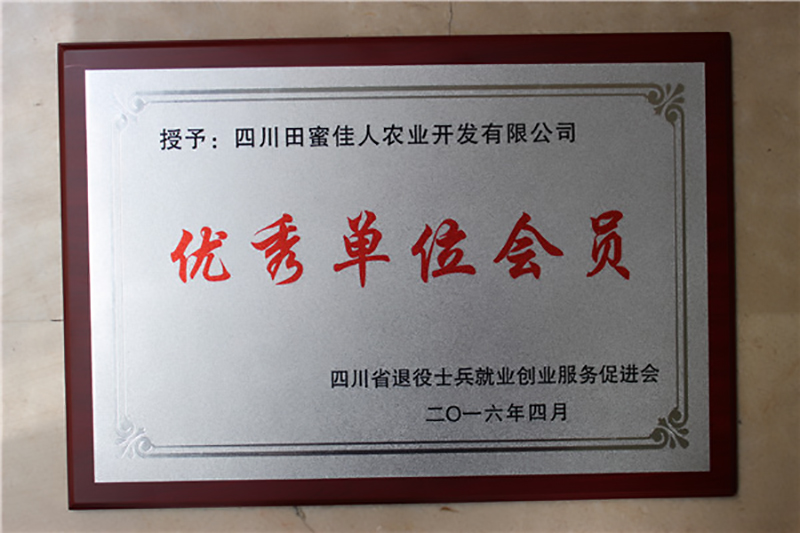 授予：四川田蜜佳人农业开发有限公司
优秀单位会员
四川省退役士兵就业创业服务促进会
二〇一六年四月